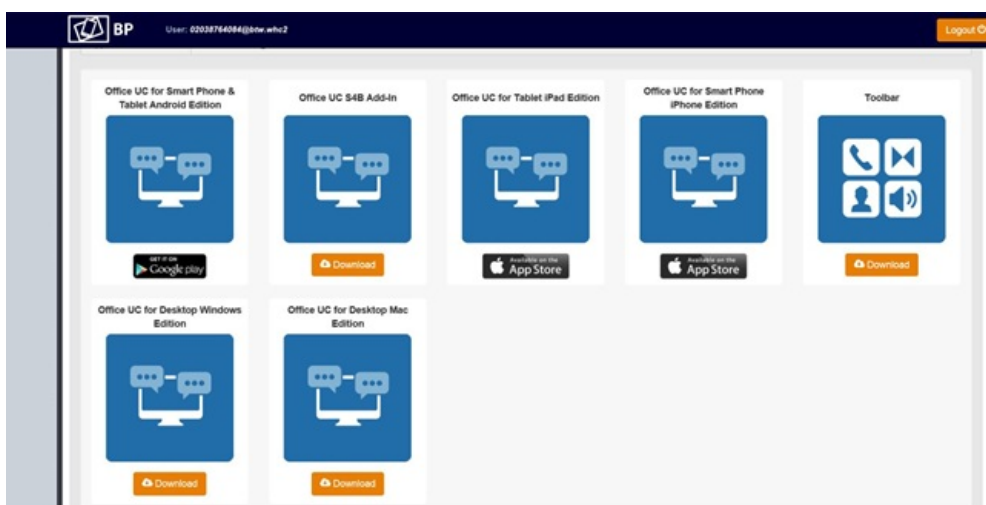 BP User: 02038764084@btw.whc2 Logout
Office UC for Smart Phone &
Tablet Android Edition
Office UC S4B Add-In
Office UC for Tablet iPad Edition
Office UC for Smart Phone
iPhone Edition
Toolbar
GET IT ON
Google play
Download
Available on the
App Store
Available on the
App Store
Download
Office UC for Desktop Windows
Edition
Office UC for Desktop Mac
Edition
Download
Download